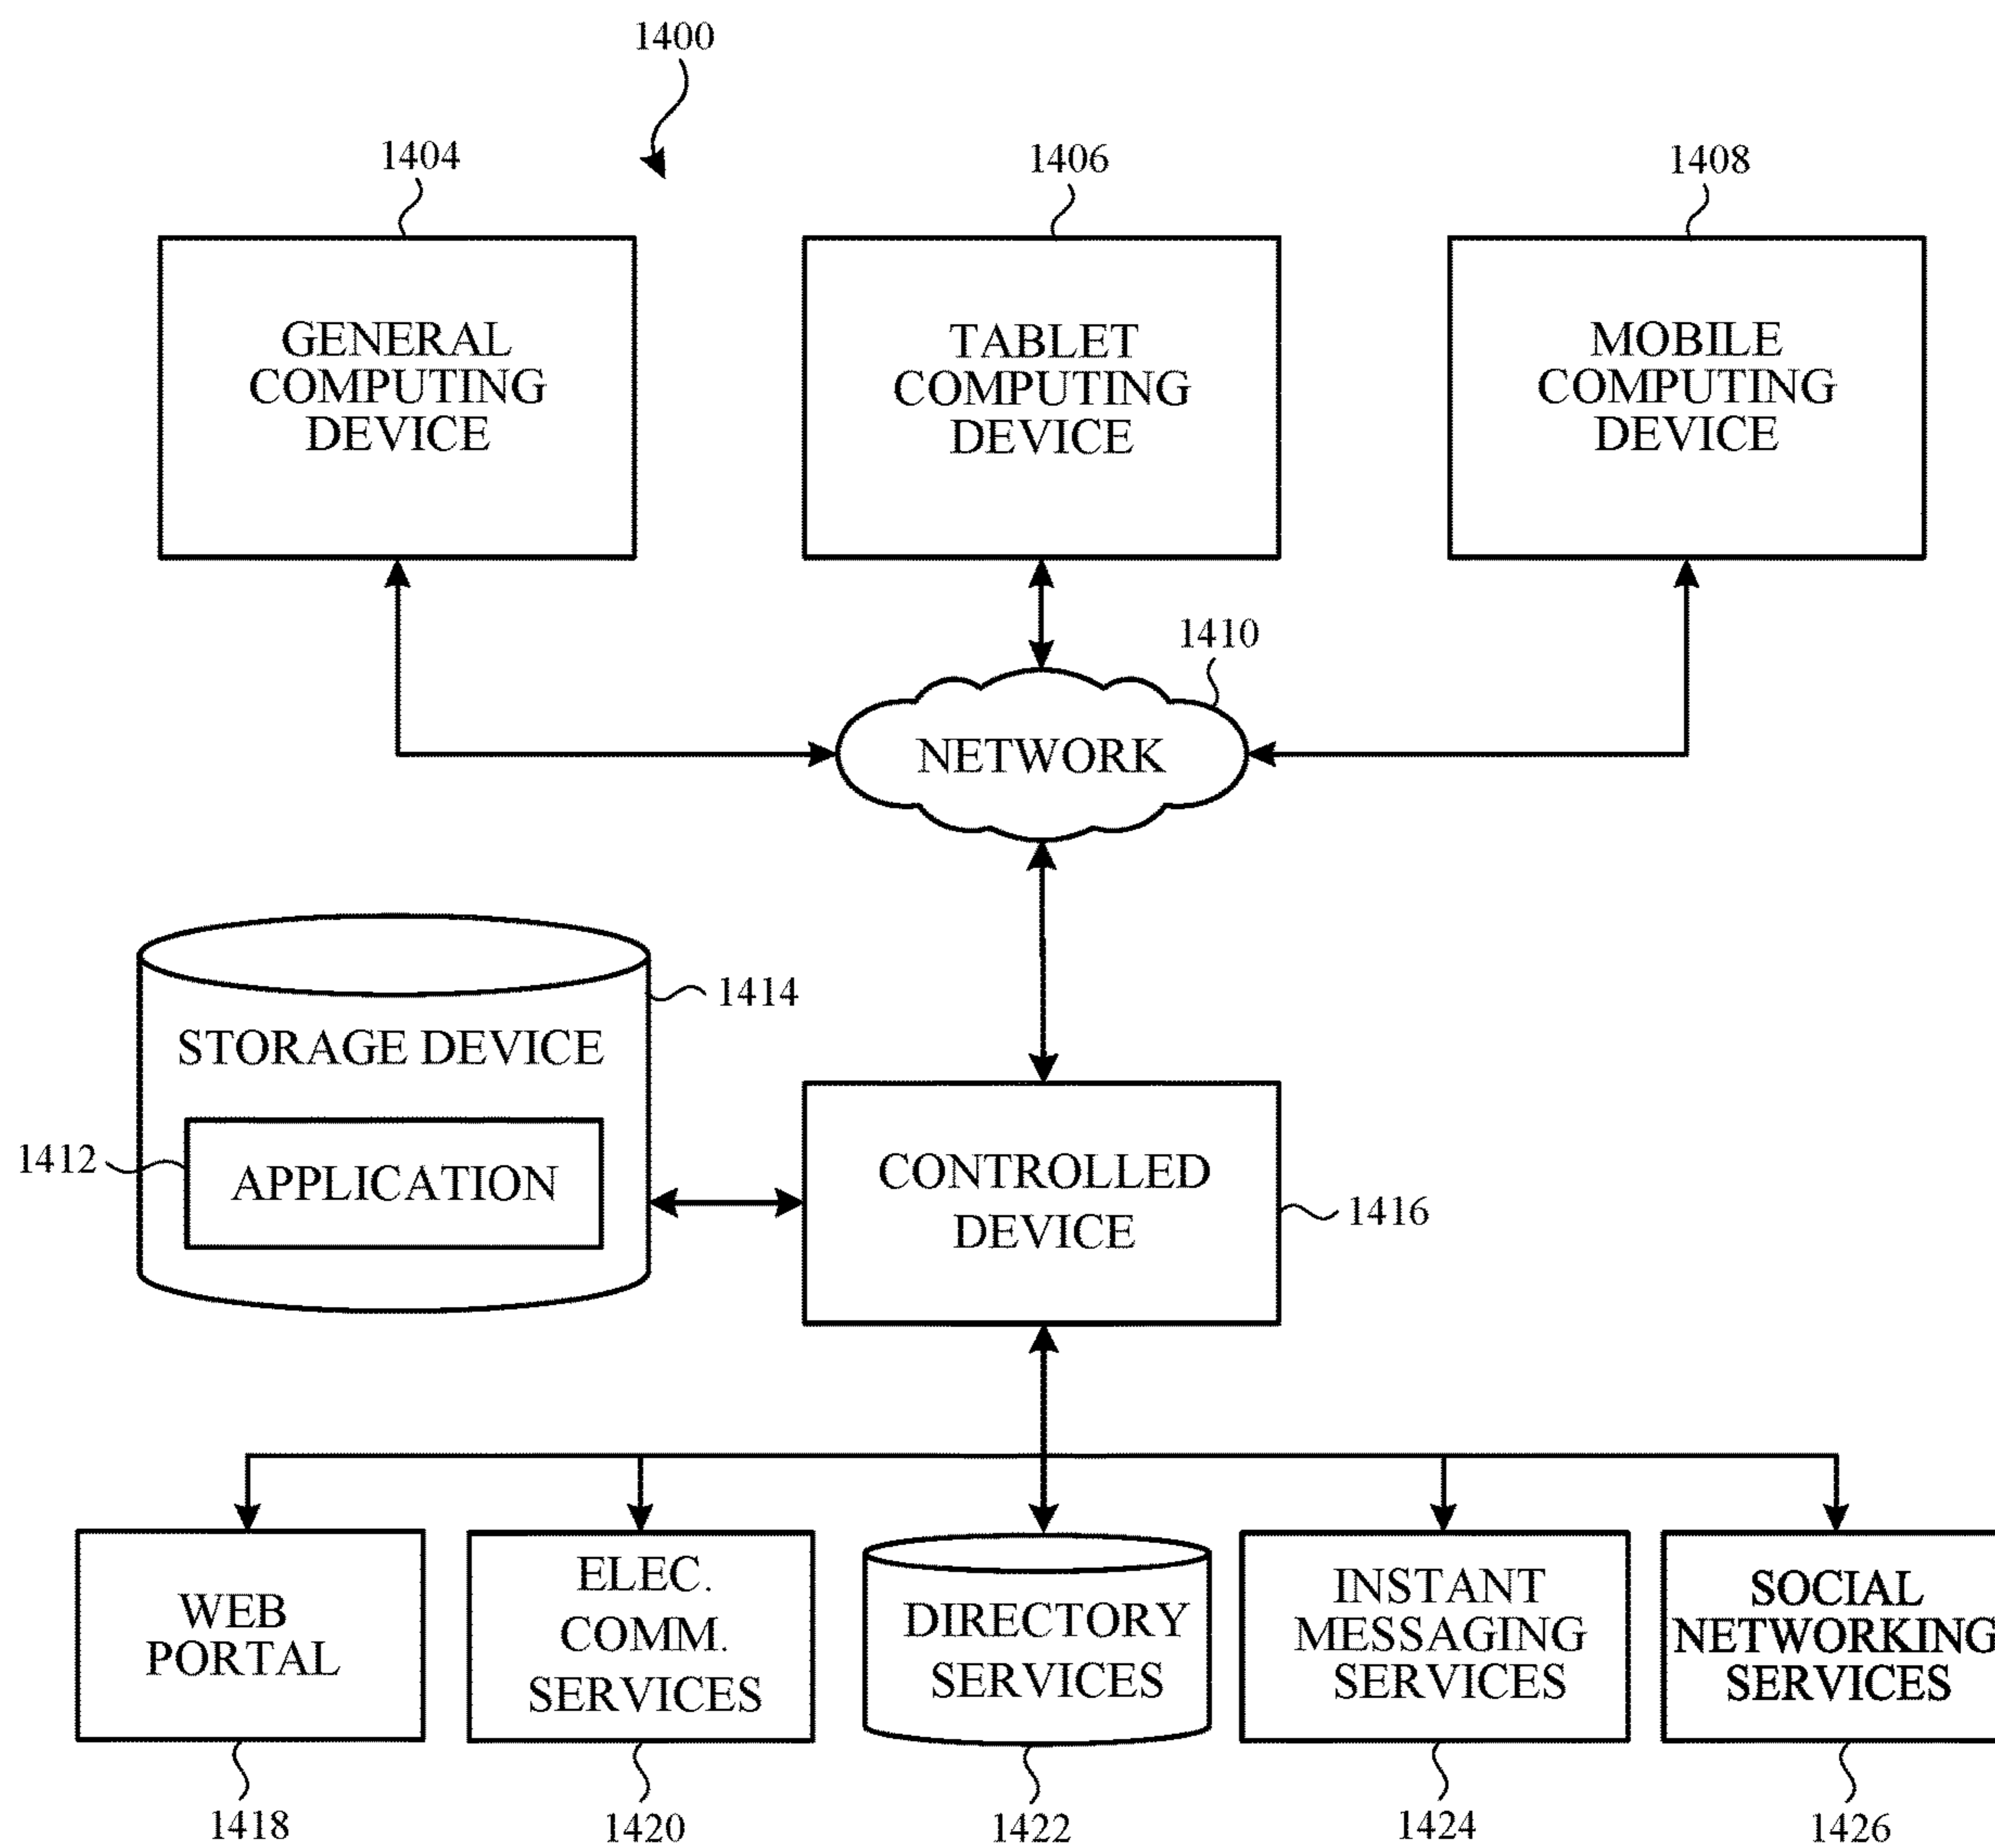 1400
1404
1406
1408
GENERAL
COMPUTING
DEVICE
TABLET
COMPUTING
DEVICE
MOBILE
COMPUTING
DEVICE
1410
NETWORK
1414
STORAGE DEVICE
1412
APPLICATION
CONTROLLED
DEVICE
1416
WEB
PORTAL
ELEC.
COMM.
SERVICES
DIRECTORY
SERVICES
INSTANT
MESSAGING
SERVICES
SOCIAL
NETWORKING
SERVICES
1418
1420
1422
1424
1426